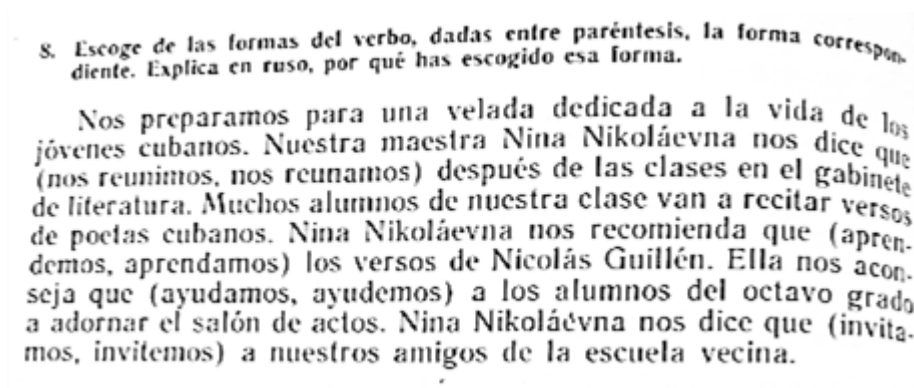 8. Escoge de las formas del verbo, dadas entre paréntesis, la forma correspon-
diente. Explica en ruso, por qué has escogido esa forma.
Nos preparamos para una velada dedicada a la vida de los
jóvenes cubanos. Nuestra maestra Nina Nikoláevna nos dice que
(nos reunimos, nos reunamos) después de las clases en el gabinete
de literatura. Muchos alumnos de nuestra clase van a recitar versos
de poetas cubanos. Nina Nikoláevna nos recomienda que (apren-
demos, aprendamos) los versos de Nicolás Guillén. Ella nos acon-
seja que (ayudamos, ayudemos) a los alumnos del octavo grado
a adornar el salón de actos. Nina Nikoláevna nos dice que (invita-
mos, invitemos) a nuestros amigos de la escuela vecina.